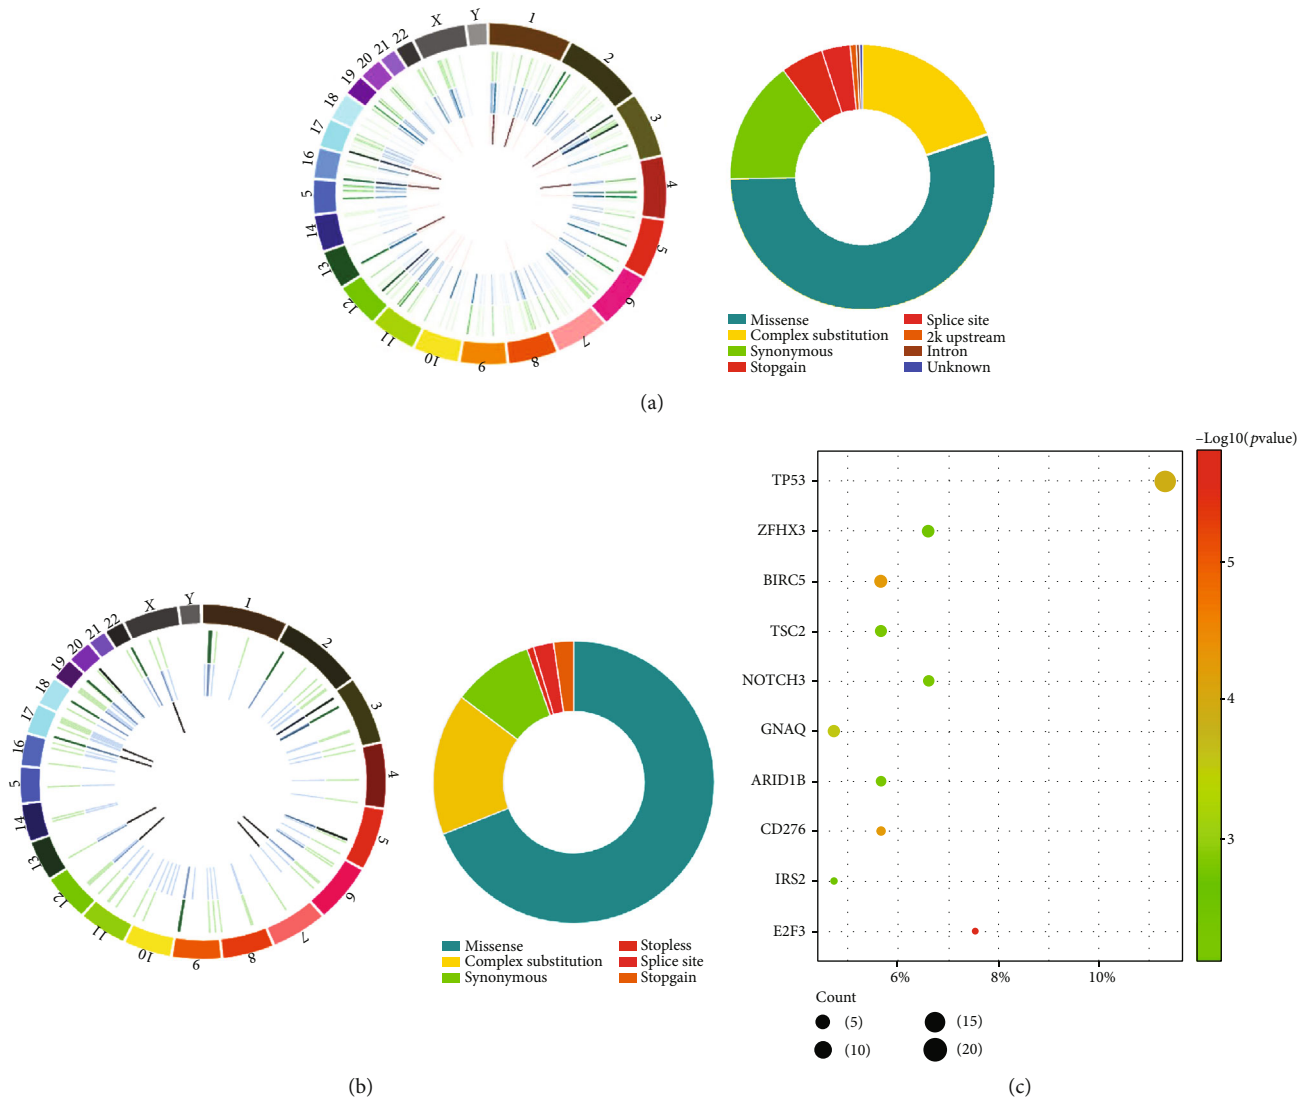 X Y 1 2 3 4 5 6 7 8 9 10 11 12 13 14 5 16 17 18 19 20 21 22
Missense
Complex substitution
Synonymous
Stopgain
Splice site
2k upstream
Intron
Unknown
(a)
X Y 1 2 3 4 5 6 7 8 9 10 11 12 13 14 5 16 17 18 19 20 21 22
Missense
Complex substitution
Synonymous
Stopless
Splice site
Stopgain
(b)
–Log10(pvalue)
5
4
3
TP53
ZFHX3
BIRC5
TSC2
NOTCH3
GNAQ
ARID1B
CD276
IRS2
E2F3
6% 8% 10%
Count
(5) (15)
(10) (20)
(c)